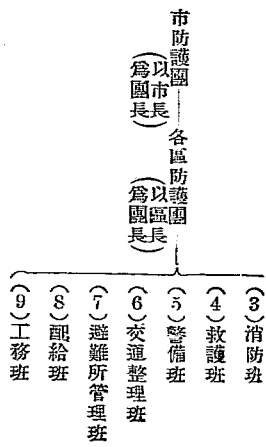 市防護團——各區防護團
(以市長爲團長)
(以區長爲團長)
(3)消防班
(4)救護班
(5)警備班
(6)交通整理班
(7)避難所管理班
(8)配給班
(9)工務班